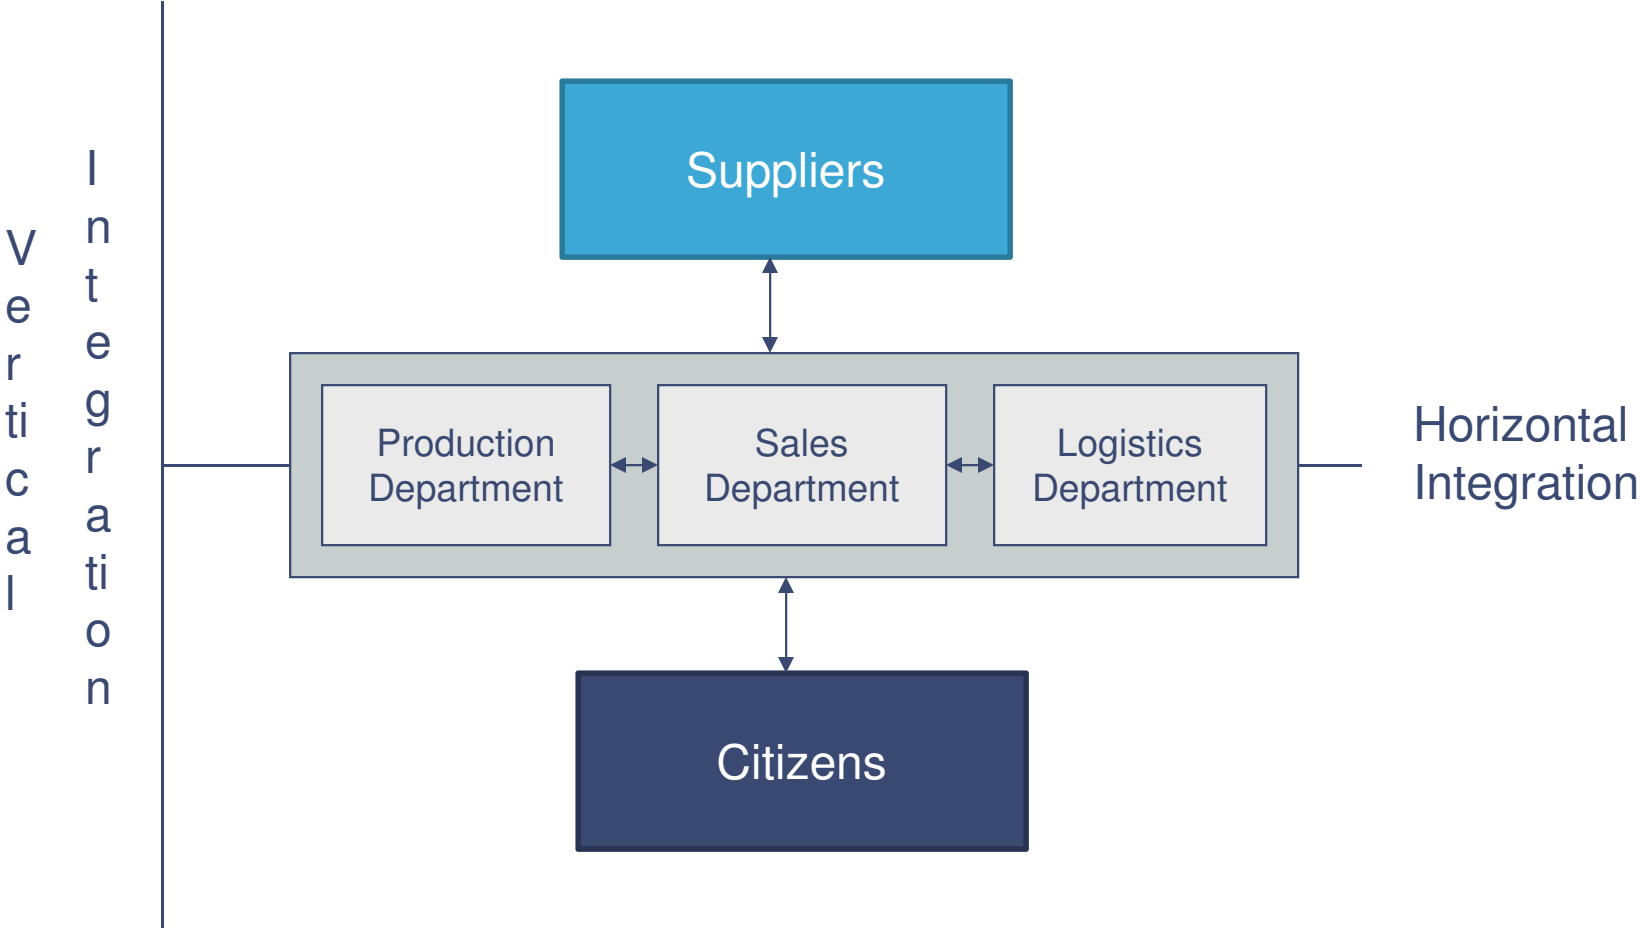 Vertical
Integration
Suppliers
Production
Department
Sales
Department
Logistics
Department
Horizontal
Integration
Citizens